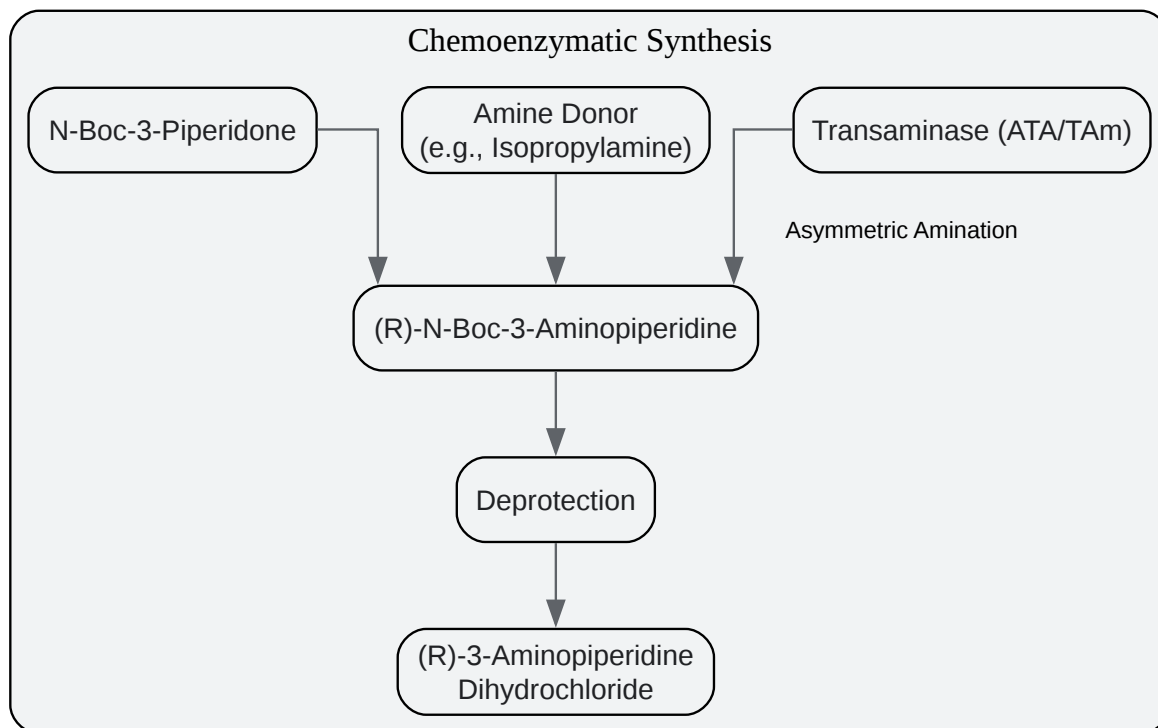 Chemoenzymatic Synthesis
N-Boc-3-Piperidone
Amine Donor
(e.g., Isopropylamine)
Transaminase (ATA/TAm)
Asymmetric Amination
(R)-N-Boc-3-Aminopiperidine
Deprotection
(R)-3-Aminopiperidine
Dihydrochloride